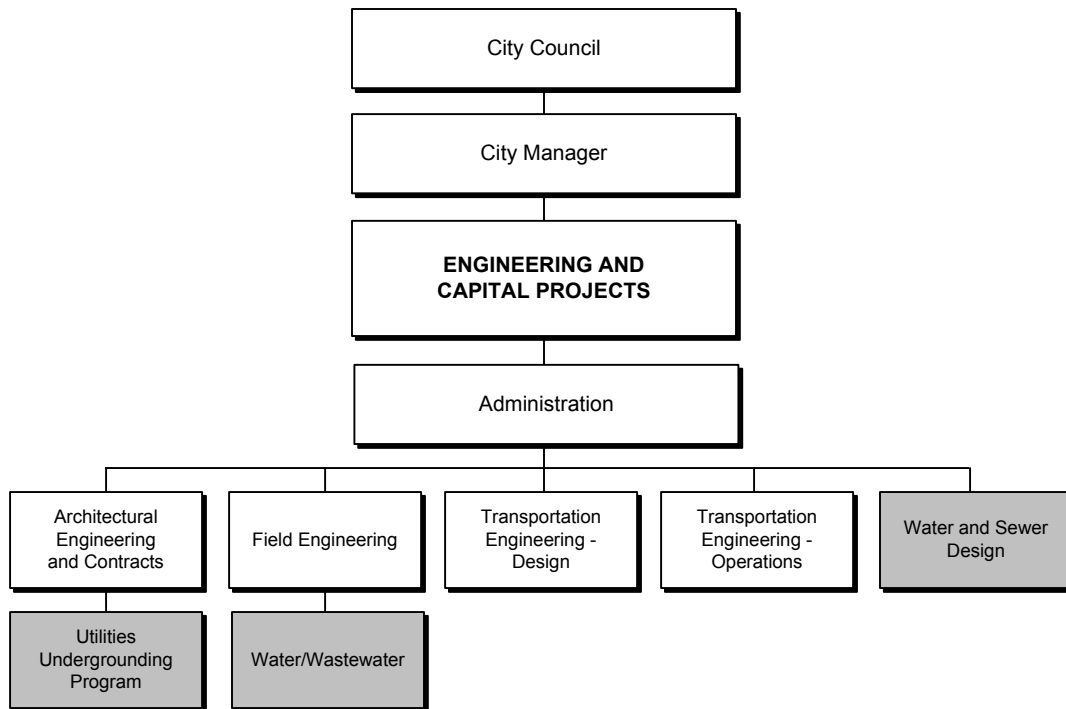 City Council
City Manager
ENGINEERING AND
CAPITAL PROJECTS
Administration
Architectural
Engineering
and Contracts
Field Engineering
Transportation
Engineering -
Design
Transportation
Engineering -
Operations
Water and Sewer
Design
Utilities
Undergrounding
Program
Water/Wastewater